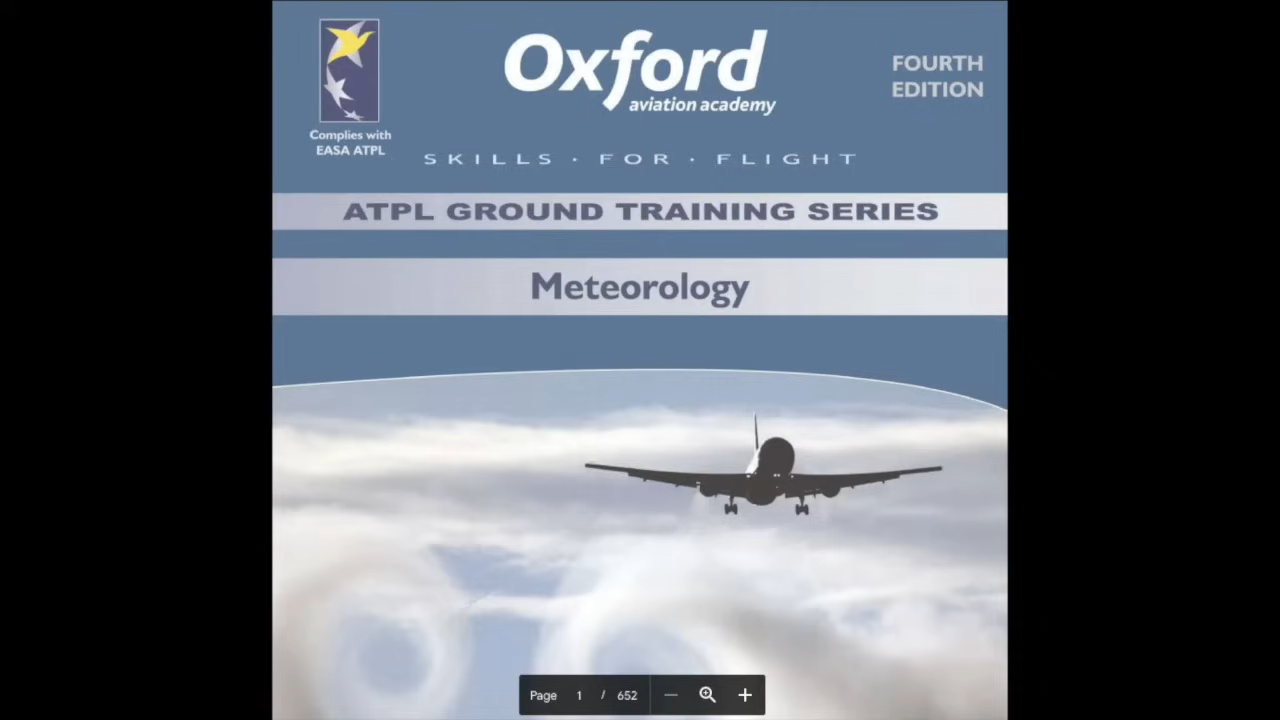 Oxford
aviation academy
FOURTH
EDITION
Complies with
EASA ATPL
SKILLS · FOR · FLIGHT
ATPL GROUND TRAINING SERIES
Meteorology
Page 1 / 652